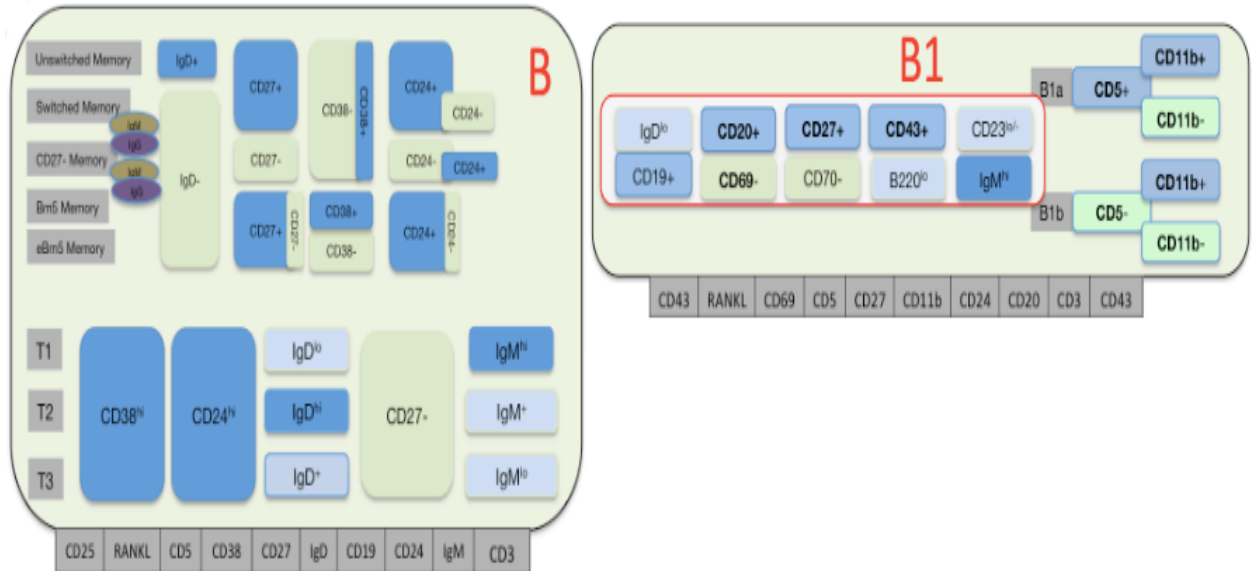 B
Unswitched Memory IgD+ CD27+ CD38- CD38+ CD24+
Switched Memory CD24-
IgM
IgG
CD27- Memory IgD- CD27- CD24- CD24+
IgM
IgG
Bm5 Memory CD27+ CD27- CD38+ CD24+ CD24-
eBm5 Memory CD38-
T1 CD38hi CD24hi IgDlo CD27- IgMhi
T2 IgDhi IgM+
T3 IgD+ IgMlo
CD25 RANKL CD5 CD38 CD27 IgD CD19 CD24 IgM CD3
B1
IgDlo CD20+ CD27+ CD43+ CD23lo/-
CD19+ CD69- CD70- B220lo IgMhi
B1a CD5+ CD11b+
CD11b-
B1b CD5- CD11b+
CD11b-
CD43 RANKL CD69 CD5 CD27 CD11b CD24 CD20 CD3 CD43